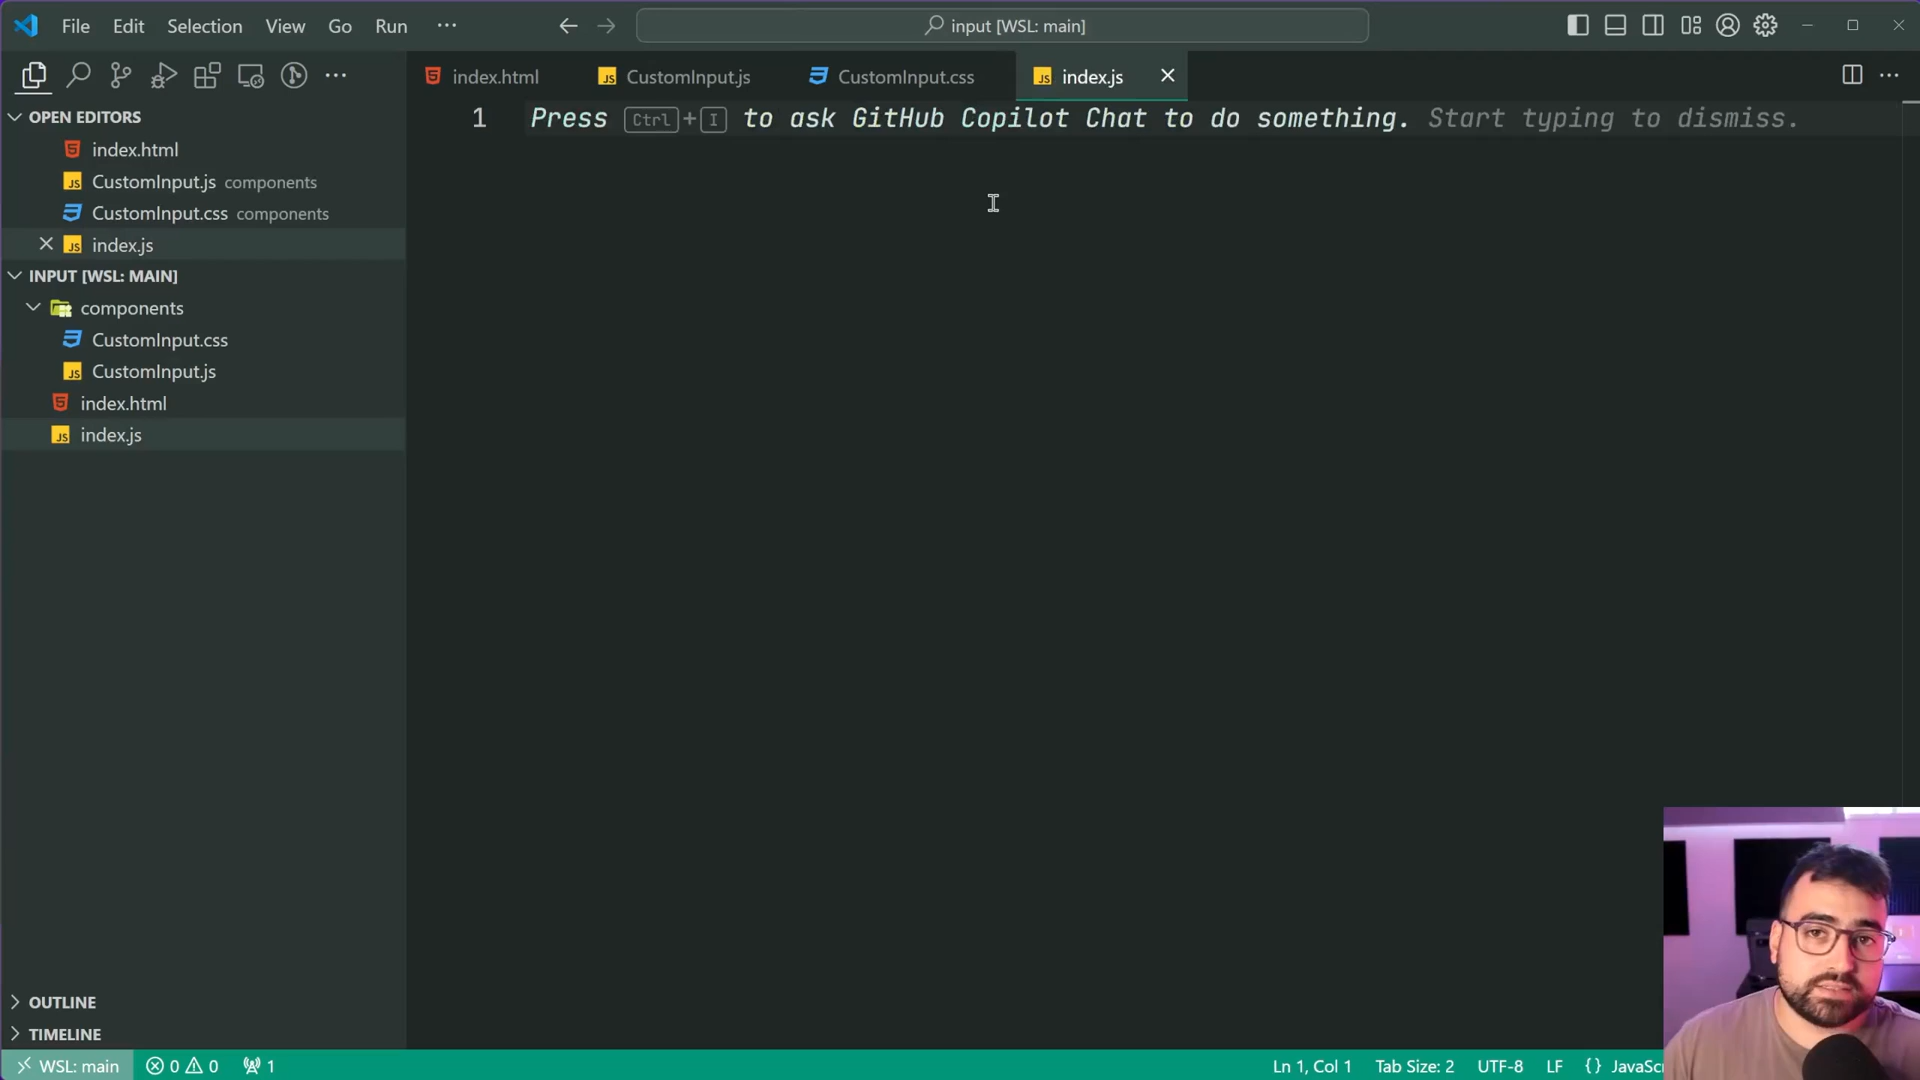 File Edit Selection View Go Run ···
input [WSL: main]
index.html
CustomInput.js
CustomInput.css
index.js
OPEN EDITORS
index.html
CustomInput.js components
CustomInput.css components
index.js
INPUT [WSL: MAIN]
components
CustomInput.css
CustomInput.js
index.html
index.js
OUTLINE
TIMELINE
1 Press Ctrl+I to ask GitHub Copilot Chat to do something. Start typing to dismiss.
WSL: main 0 0 1
Ln 1, Col 1 Tab Size: 2 UTF-8 LF {} JavaSc